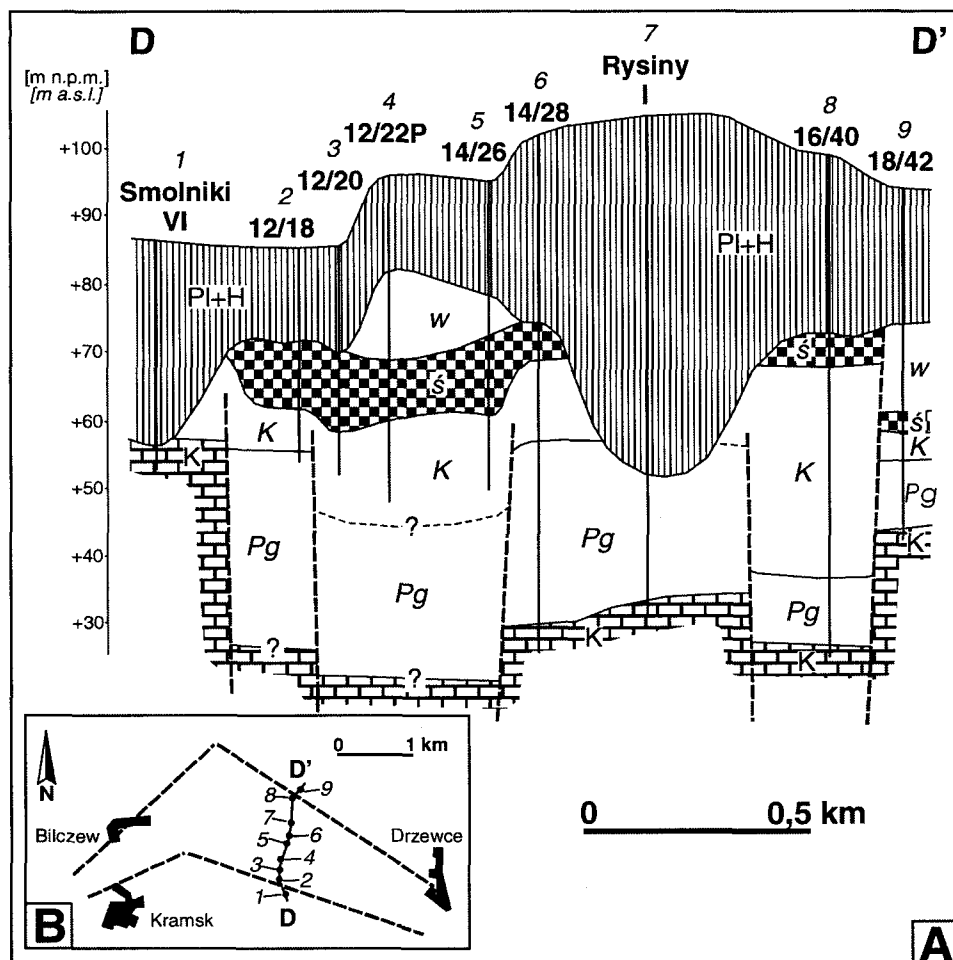 D
D'
[m n.p.m.]
[m a.s.l.]
+100
+90
+80
+70
+60
+50
+40
+30
1
Smolniki
VI
2
12/18
3
12/20
4
12/22P
5
14/26
6
14/28
7
Rysiny
I
8
16/40
9
18/42
Pl+H
Pl+H
w
ś
ś
w
ś
K
K
K
K
K
Pg
?
Pg
Pg
Pg
Pg
?
?
K
K
K
0 0,5 km
A
N
0 1 km
D'
9
8
7
6
5
4
3
2
1
D
Bilczew
Kramsk
Drzewce
B